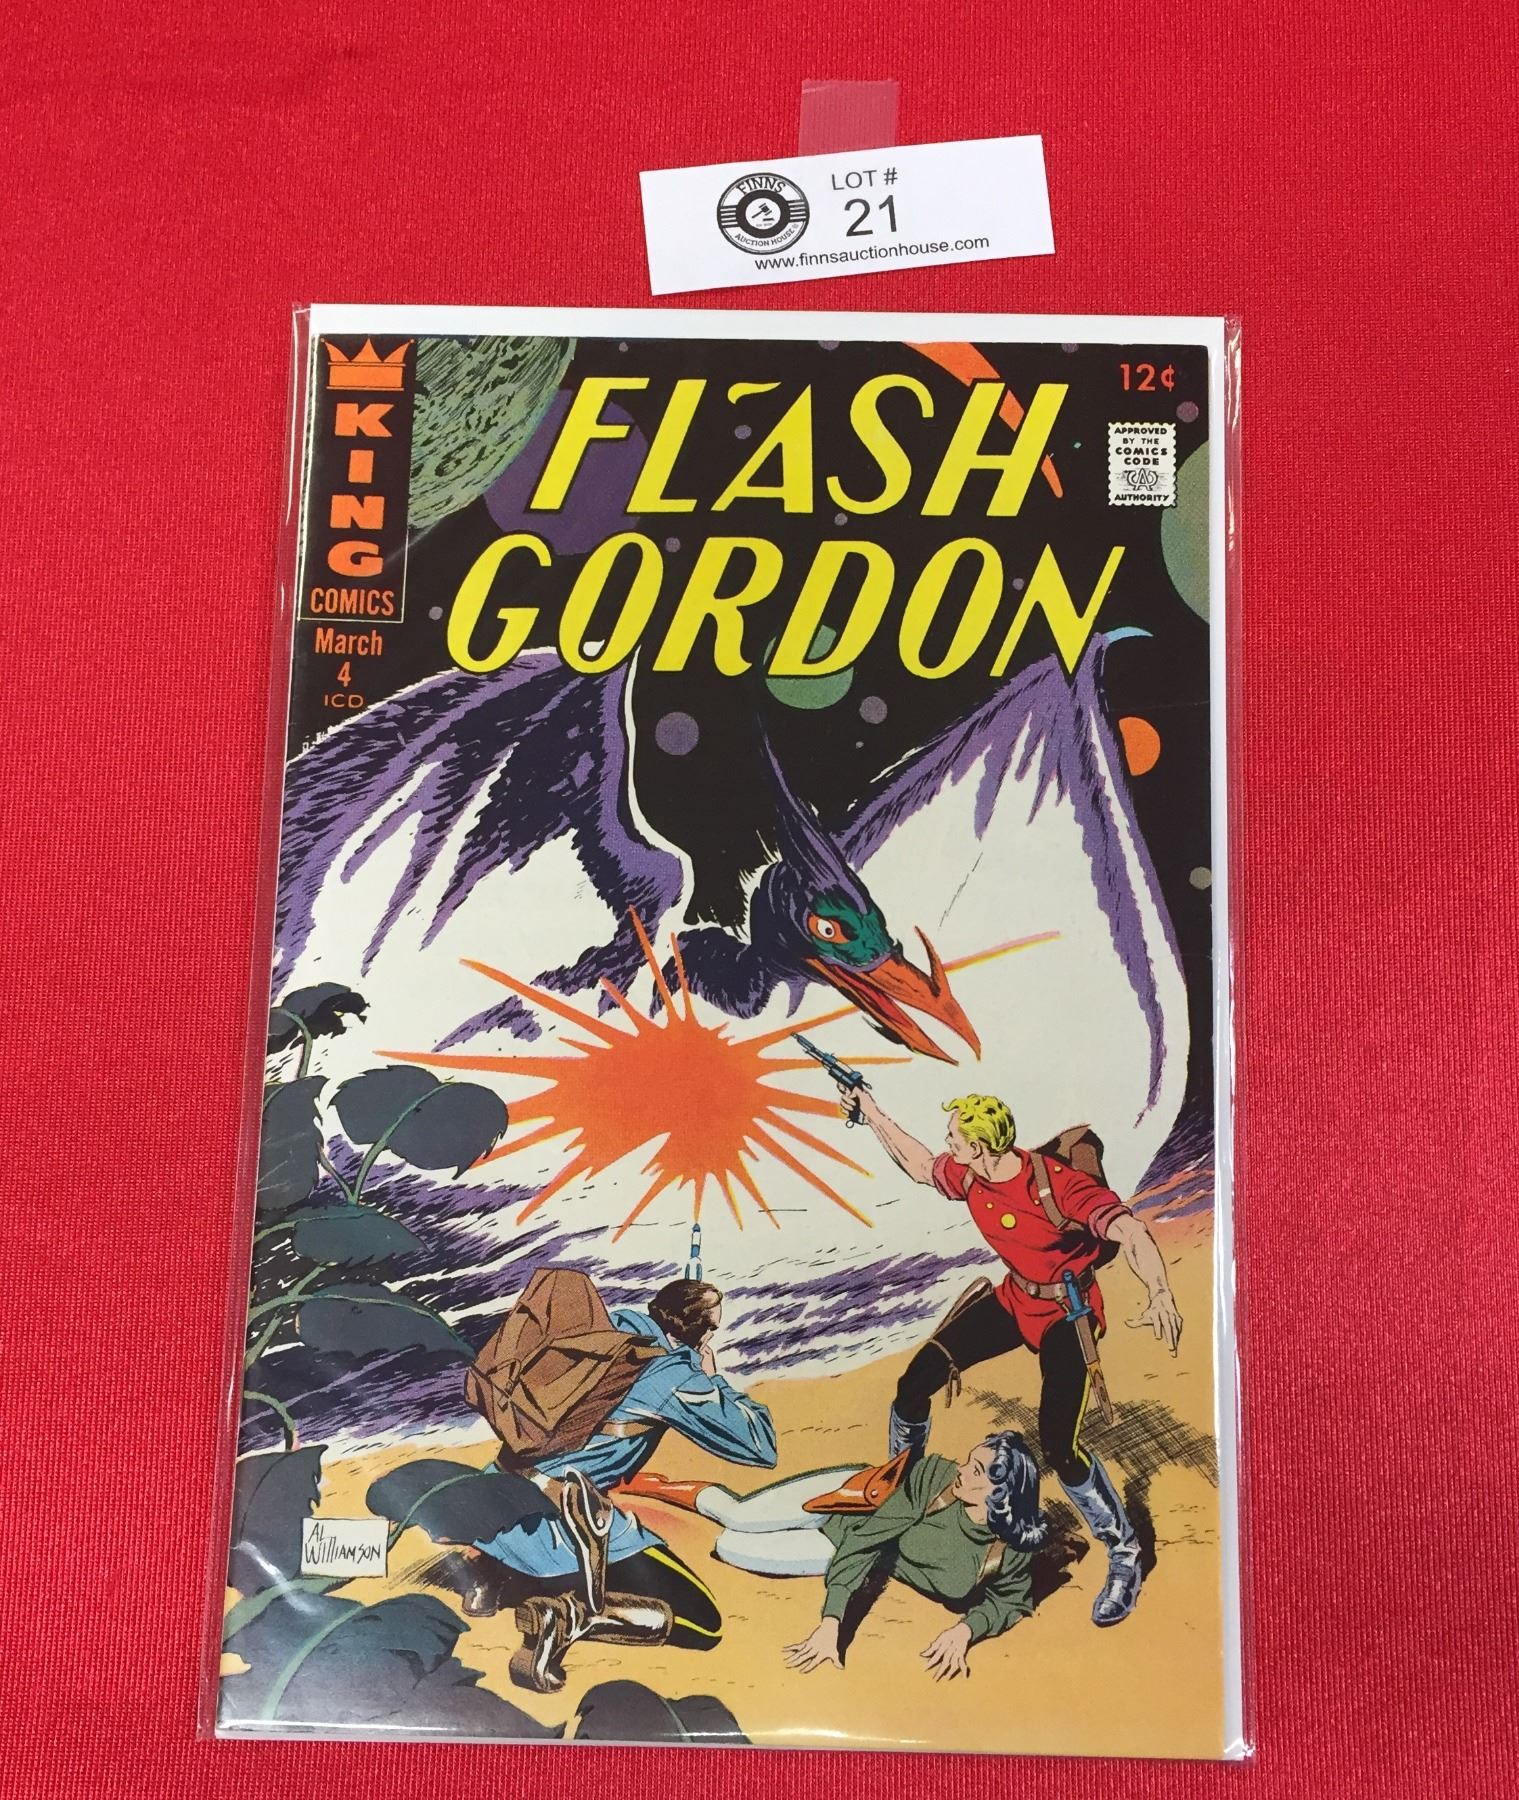 FINNS
AUCTION HOUSE
LOT #
21
www.finnsauctionhouse.com
KING
COMICS
March
4
ICD.
FLASH
GORDON
12¢
APPROVED
BY THE
COMICS
CODE
CA
AUTHORITY
AL
WILLIAMSON